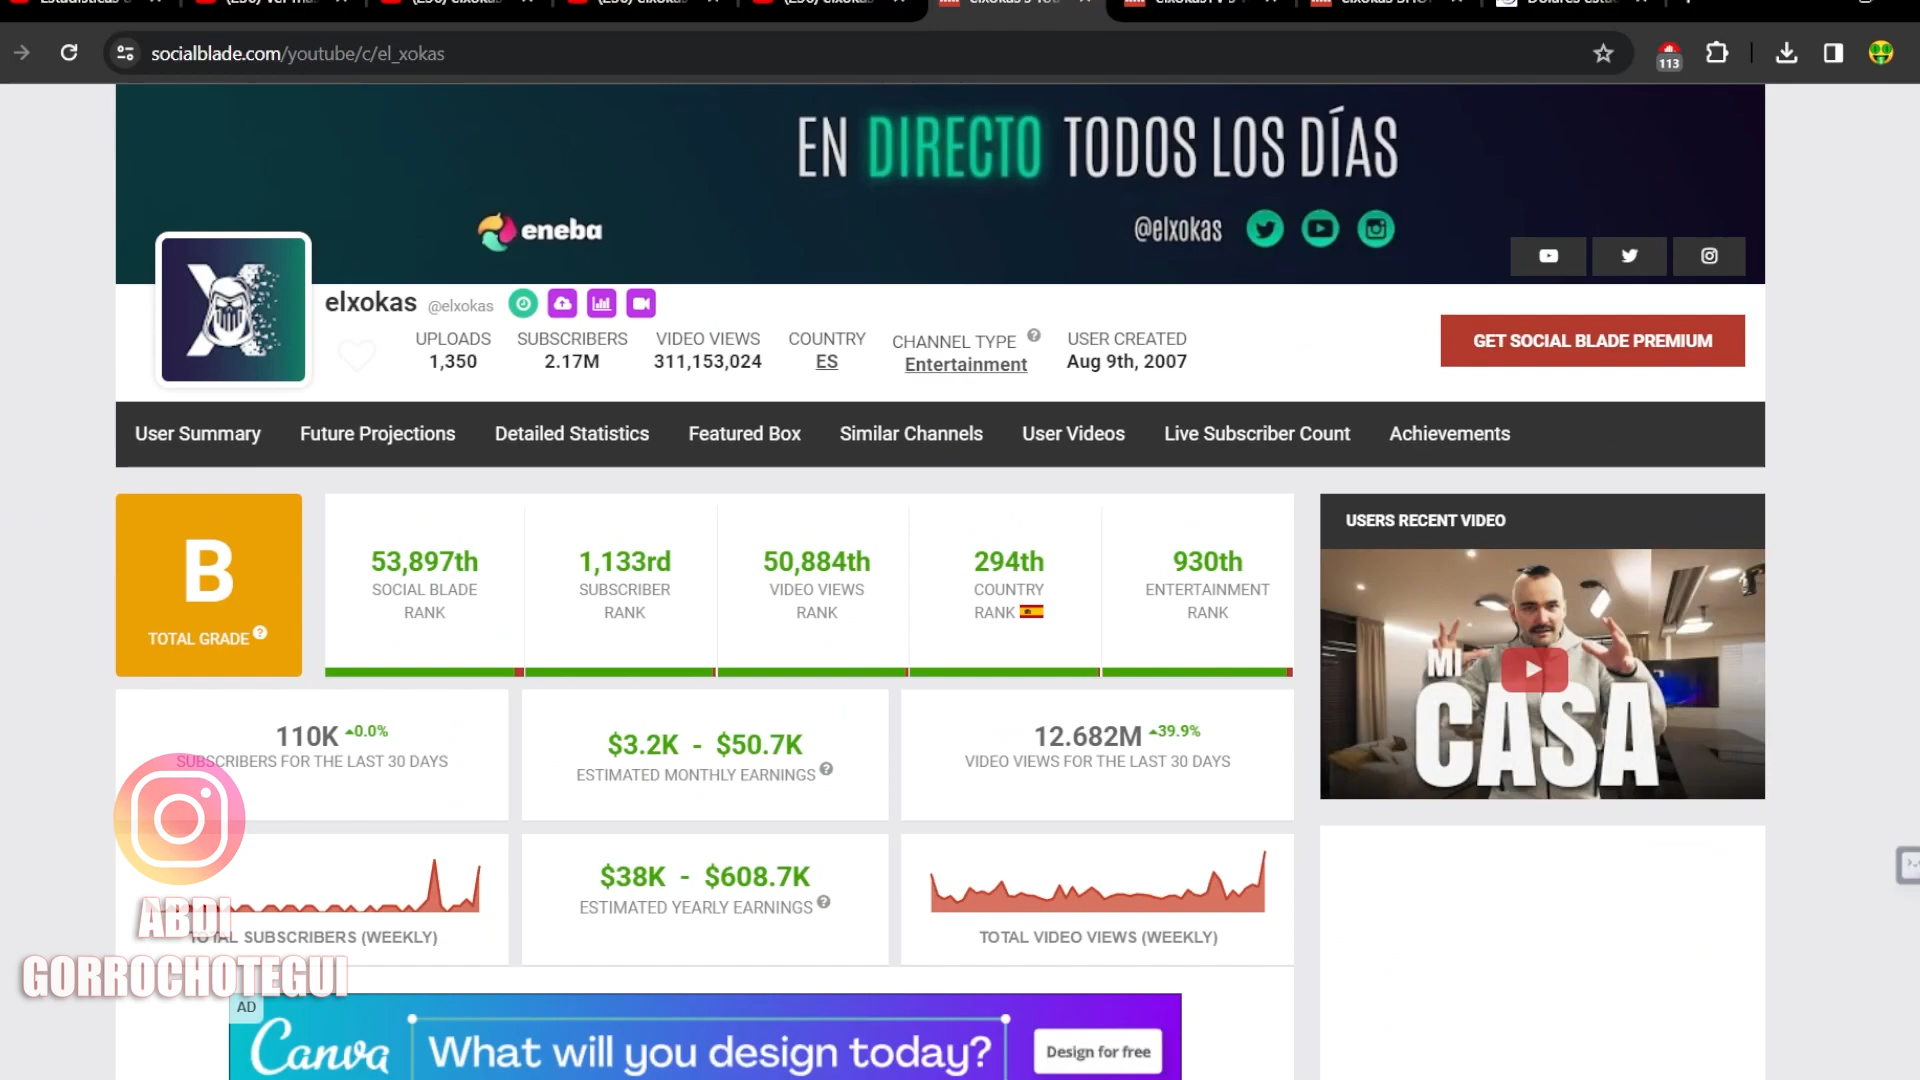 socialblade.com/youtube/c/el_xokas
113
EN DIRECTO TODOS LOS DÍAS
eneba
@elxokas
elxokas @elxokas
UPLOADS
1,350
SUBSCRIBERS
2.17M
VIDEO VIEWS
311,153,024
COUNTRY
ES
CHANNEL TYPE
Entertainment
USER CREATED
Aug 9th, 2007
GET SOCIAL BLADE PREMIUM
User Summary
Future Projections
Detailed Statistics
Featured Box
Similar Channels
User Videos
Live Subscriber Count
Achievements
B
TOTAL GRADE
53,897th
SOCIAL BLADE
RANK
1,133rd
SUBSCRIBER
RANK
50,884th
VIDEO VIEWS
RANK
294th
COUNTRY
RANK
930th
ENTERTAINMENT
RANK
USERS RECENT VIDEO
MI
CASA
110K 0.0%
SUBSCRIBERS FOR THE LAST 30 DAYS
$3.2K - $50.7K
ESTIMATED MONTHLY EARNINGS
12.682M 39.9%
VIDEO VIEWS FOR THE LAST 30 DAYS
TOTAL SUBSCRIBERS (WEEKLY)
$38K - $608.7K
ESTIMATED YEARLY EARNINGS
TOTAL VIDEO VIEWS (WEEKLY)
ABDI
GORROCHOTEGUI
AD
Canva
What will you design today?
Design for free